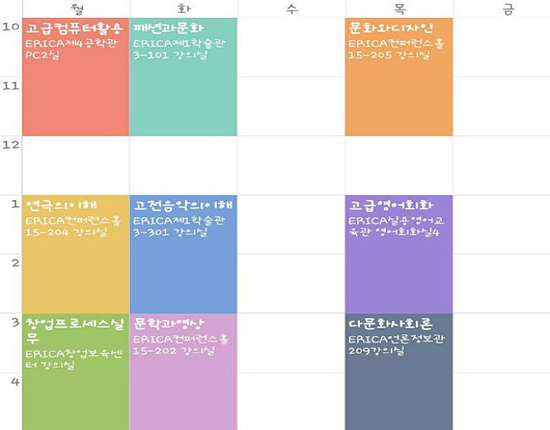 월 화 수 목 금
10
고급컴퓨터활용
ERICA제4공학관
PC2실
패션과문화
ERICA제1학술관
3-101 강의실
문화와디자인
ERICA컨퍼런스홀
15-205 강의실
11
12
1
연극의이해
ERICA컨퍼런스홀
15-204 강의실
고전음악의이해
ERICA제1학술관
3-301 강의실
고급영어회화
ERICA실용영어교
육관 영어회화실4
2
3
창업프로세스실
무
ERICA창업보육센
터 강의실
문학과영상
ERICA컨퍼런스홀
15-202 강의실
다문화사회론
ERICA언론정보관
209강의실
4